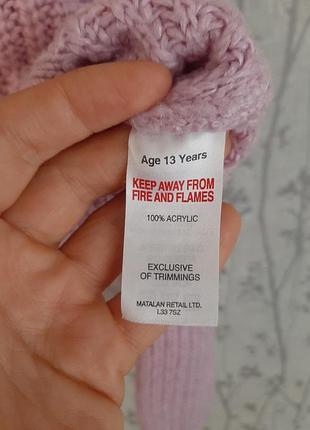 Age 13 Years
KEEP AWAY FROM
FIRE AND FLAMES
100% ACRYLIC
EXCLUSIVE
OF TRIMMINGS
MATALAN RETAIL LTD.
L33 7SZ